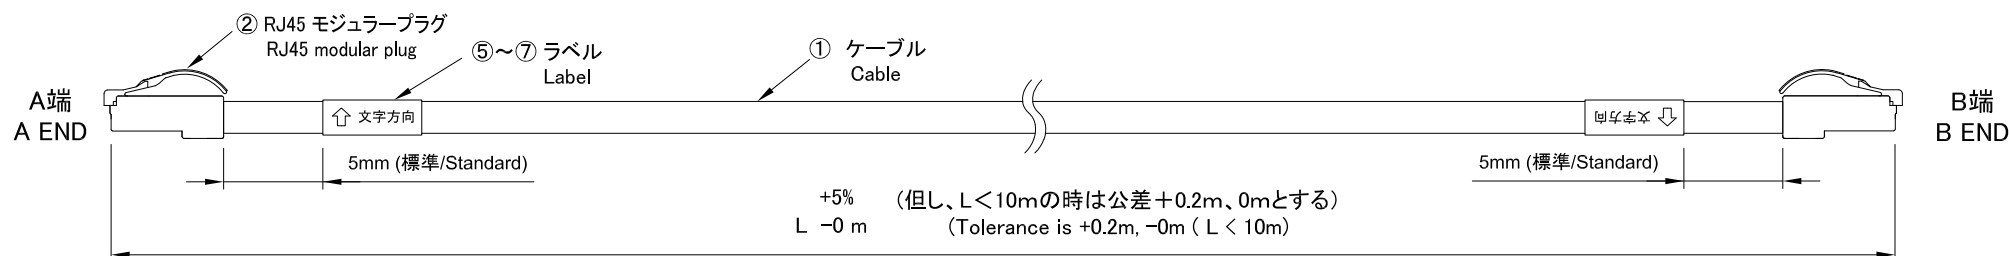 ② RJ45 モジュラープラグ
RJ45 modular plug
⑤～⑦ ラベル
Label
① ケーブル
Cable
A端
A END
文字方向
文字方向
B端
B END
5mm (標準/Standard)
5mm (標準/Standard)
+5% （但し、L＜10mの時は公差＋0.2m、0mとする）
L -0 m (Tolerance is +0.2m, -0m ( L < 10m)